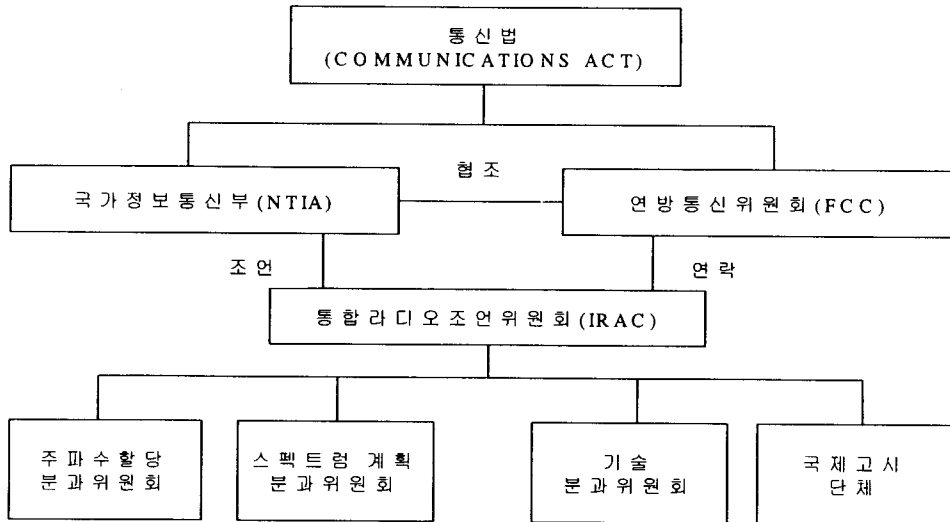 통신법
(COMMUNICATIONS ACT)
협조
국가정보통신부(NTIA)
연방통신위원회(FCC)
조언
연락
통합라디오조언위원회(IRAC)
주파수할당
분과위원회
스펙트럼 계획
분과위원회
기술
분과위원회
국제고시
단체